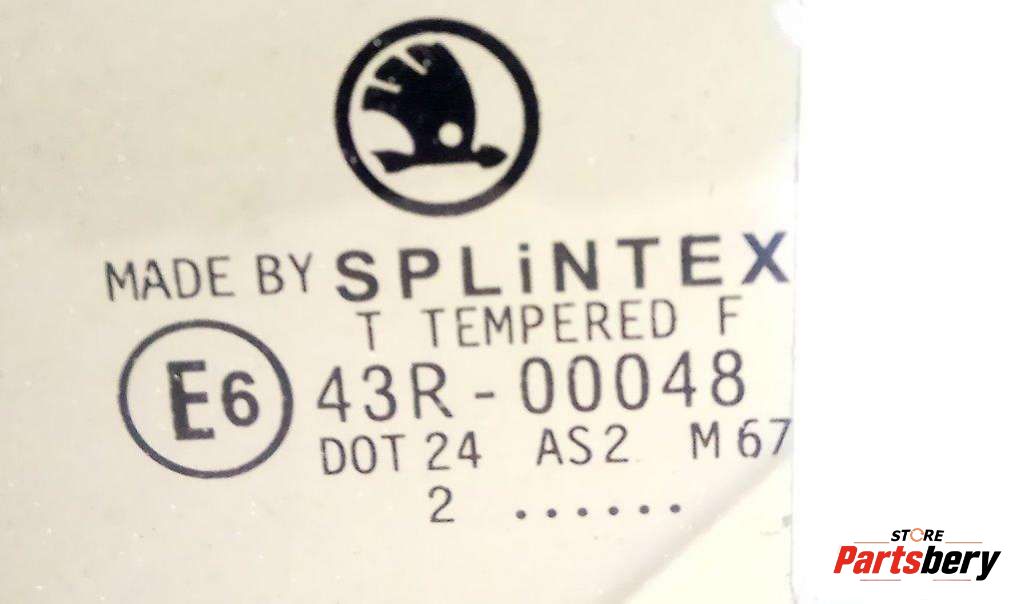 MADE BY SPLiNTEX
T TEMPERED F
E6 43R-00048
DOT 24 AS2 M67
2 ......
STORE
Partsbery